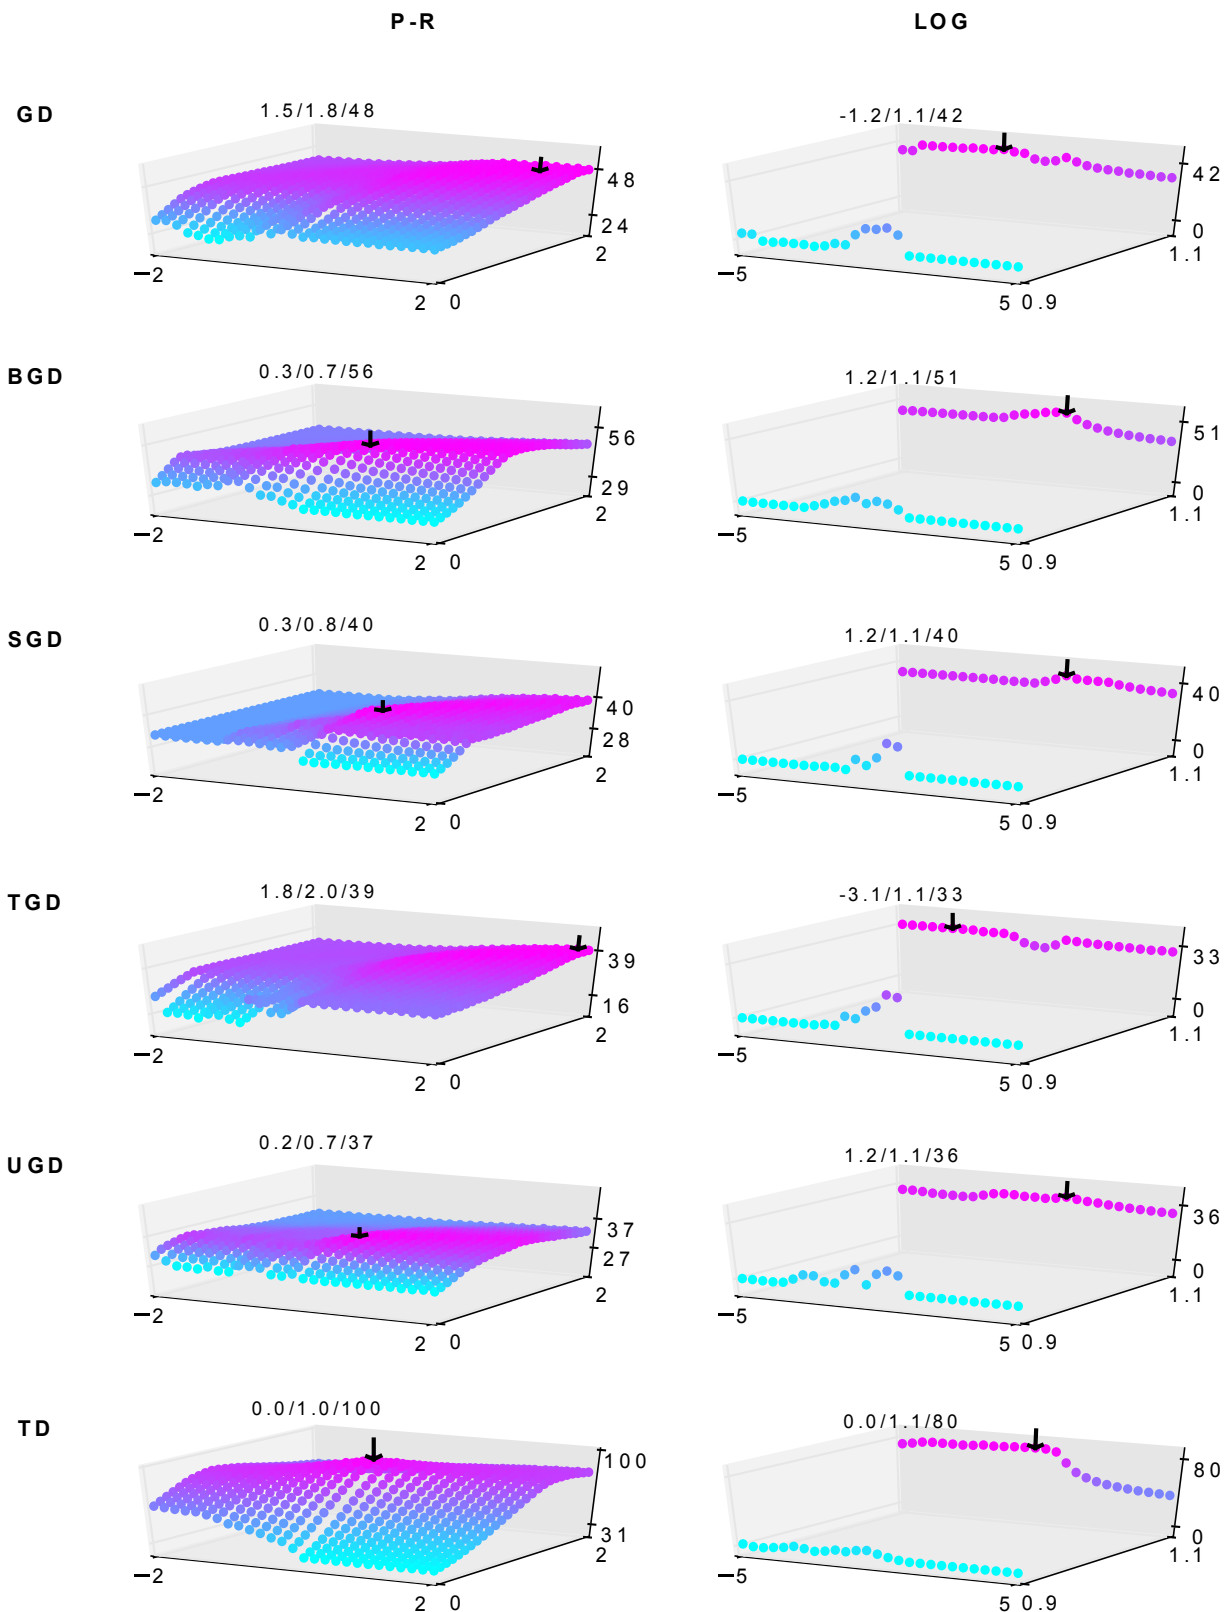 P-R LOG
GD
1.5/1.8/48 -1.2/1.1/42
48 42
24 0
2 1.1
−2 −5
2 0 5 0.9
BGD
0.3/0.7/56 1.2/1.1/51
56 51
29 0
2 1.1
−2 −5
2 0 5 0.9
SGD
0.3/0.8/40 1.2/1.1/40
40 40
28 0
2 1.1
−2 −5
2 0 5 0.9
TGD
1.8/2.0/39 -3.1/1.1/33
39 33
16 0
2 1.1
−2 −5
2 0 5 0.9
UGD
0.2/0.7/37 1.2/1.1/36
37 36
27 0
2 1.1
−2 −5
2 0 5 0.9
TD
0.0/1.0/100 0.0/1.1/80
100 80
31 0
2 1.1
−2 −5
2 0 5 0.9